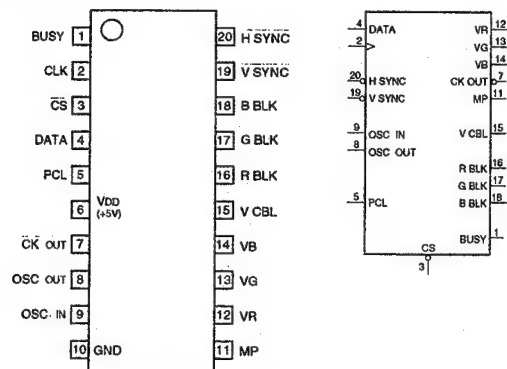 BUSY 1
CLK 2
CS 3
DATA 4
PCL 5
6 VDD
(+5V)
CK OUT 7
OSC OUT 8
OSC. IN 9
10 GND
20 H SYNC
19 V SYNC
18 B BLK
17 G BLK
16 R BLK
15 V CBL
14 VB
13 VG
12 VR
11 MP
4 DATA
2
20 H SYNC
19 V SYNC
9 OSC IN
8 OSC OUT
5 PCL
VR 12
VG 13
VB 14
CK OUT 7
MP 11
V CBL 15
R BLK 16
G BLK 17
B BLK 18
BUSY 1
CS
3